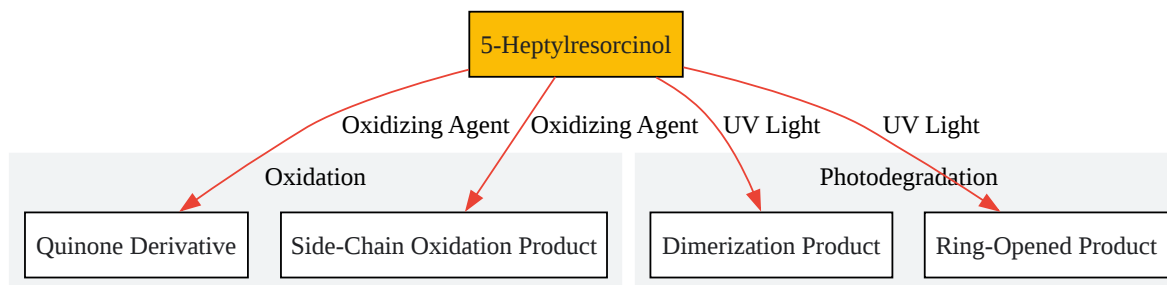 5-Heptylresorcinol
Oxidizing Agent
Oxidizing Agent
UV Light
UV Light
Oxidation
Photodegradation
Quinone Derivative
Side-Chain Oxidation Product
Dimerization Product
Ring-Opened Product